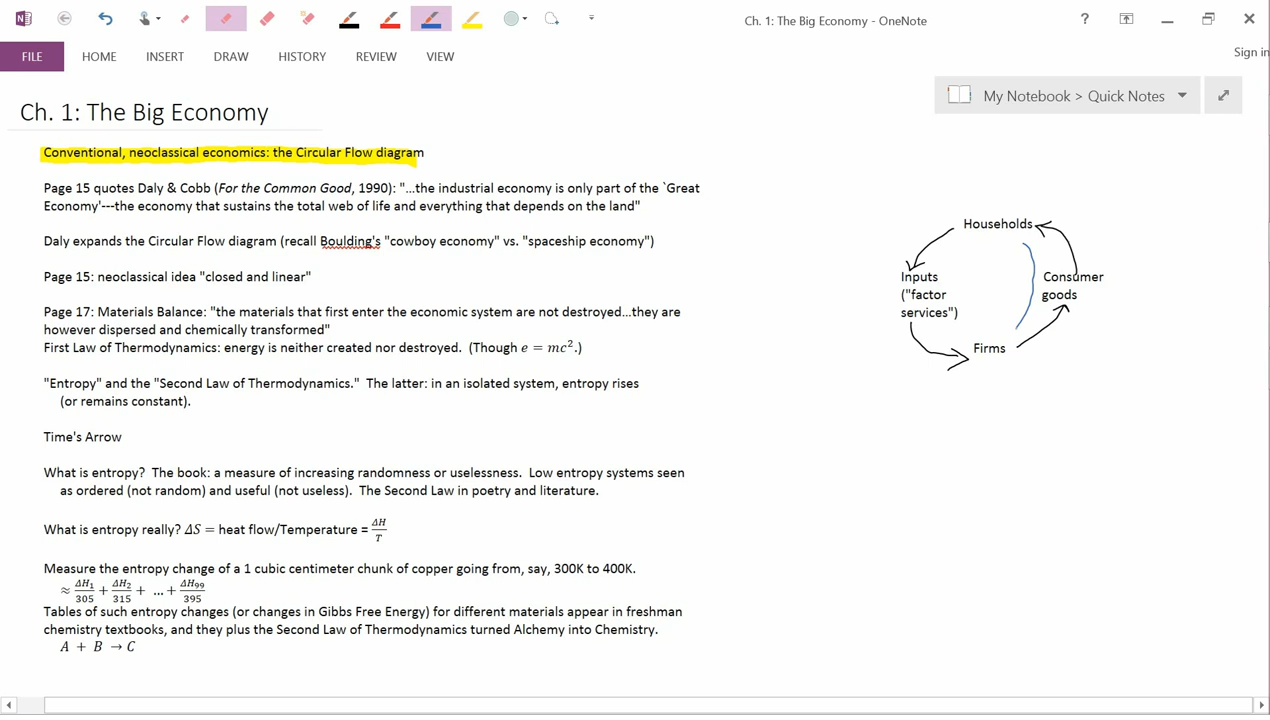 Ch. 1: The Big Economy - OneNote
?
Sign in
FILE HOME INSERT DRAW HISTORY REVIEW VIEW
My Notebook > Quick Notes
Ch. 1: The Big Economy
Conventional, neoclassical economics: the Circular Flow diagram
Page 15 quotes Daly & Cobb (For the Common Good, 1990): "...the industrial economy is only part of the `Great
Economy'---the economy that sustains the total web of life and everything that depends on the land"
Daly expands the Circular Flow diagram (recall Boulding's "cowboy economy" vs. "spaceship economy")
Page 15: neoclassical idea "closed and linear"
Page 17: Materials Balance: "the materials that first enter the economic system are not destroyed...they are
however dispersed and chemically transformed"
First Law of Thermodynamics: energy is neither created nor destroyed. (Though e = mc².)
"Entropy" and the "Second Law of Thermodynamics." The latter: in an isolated system, entropy rises
(or remains constant).
Time's Arrow
What is entropy? The book: a measure of increasing randomness or uselessness. Low entropy systems seen
as ordered (not random) and useful (not useless). The Second Law in poetry and literature.
What is entropy really? ΔS = heat flow/Temperature = ΔH/T
Measure the entropy change of a 1 cubic centimeter chunk of copper going from, say, 300K to 400K.
≈ ΔH₁/305 + ΔH₂/315 + ... + ΔH₉₉/395
Tables of such entropy changes (or changes in Gibbs Free Energy) for different materials appear in freshman
chemistry textbooks, and they plus the Second Law of Thermodynamics turned Alchemy into Chemistry.
A + B → C
Households
Inputs
("factor
services")
Consumer
goods
Firms